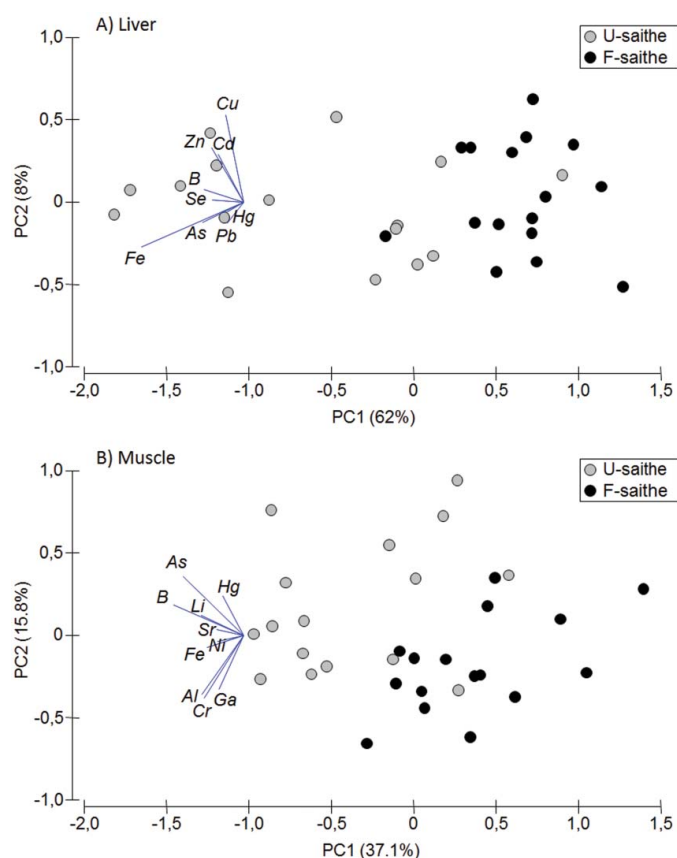 A) Liver
U-saithe
F-saithe
1,0
0,5
0
-0,5
-1,0
PC2 (8%)
Cu
Zn Cd
B
Se
Hg
As Pb
Fe
-2,0 -1,5 -1,0 -0,5 0 0,5 1,0 1,5
PC1 (62%)
B) Muscle
U-saithe
F-saithe
1,0
0,5
0
-0,5
-1,0
PC2 (15.8%)
As
Hg
B
Li
Sr
Ni
Fe
Al Ga
Cr
-2,0 -1,5 -1,0 -0,5 0 0,5 1,0 1,5
PC1 (37.1%)